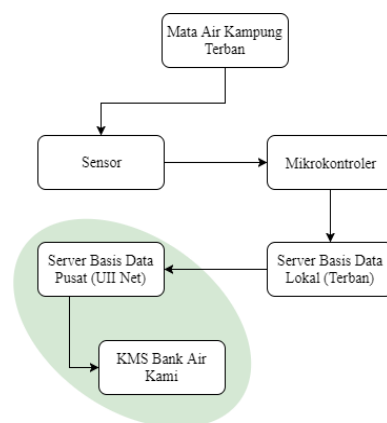 Mata Air Kampung
Terban
Sensor
Mikrokontroler
Server Basis Data
Pusat (UII Net)
Server Basis Data
Lokal (Terban)
KMS Bank Air
Kami